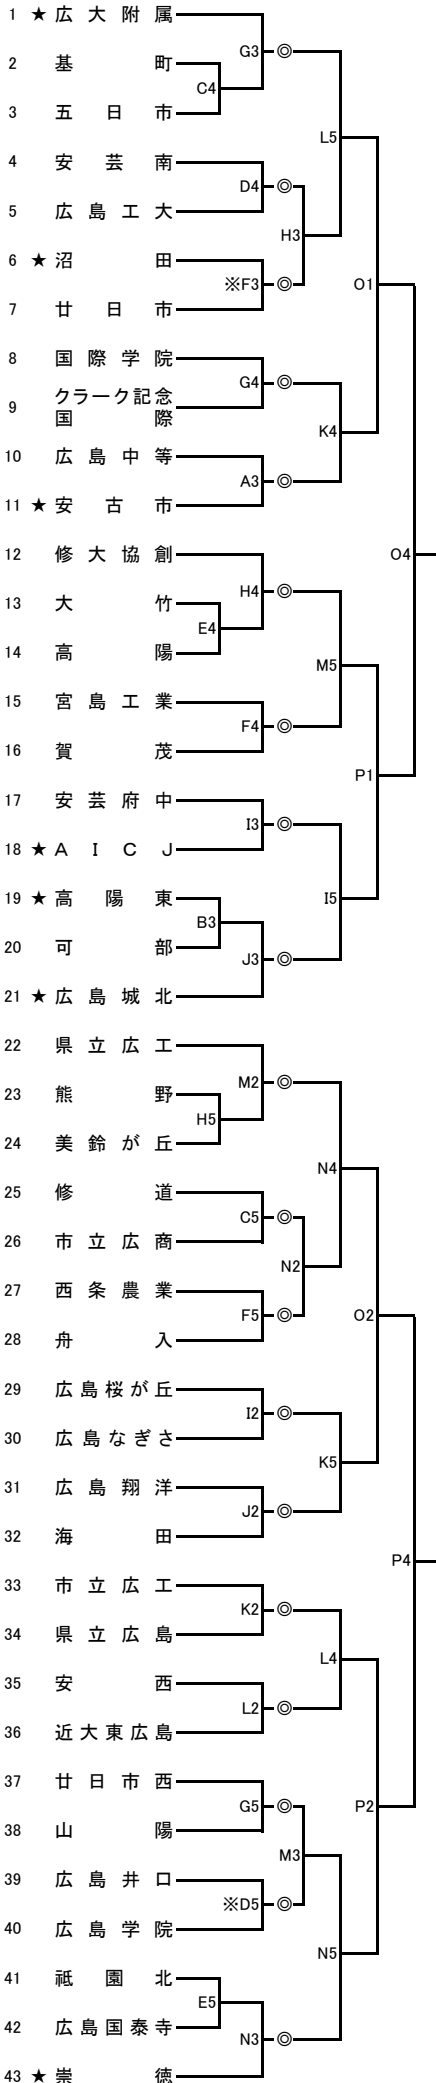 1 ★ 広大附属
G3 ◎
2 基町
C4
3 五日市
L5
4 安芸南
D4 ◎
5 広島工大
H3
6 ★ 沼田
※F3 ◎
O1
7 廿日市
8 国際学院
G4 ◎
9 クラーク記念
国際
K4
10 広島中等
A3 ◎
11 ★ 安古市
12 修大協創
O4
H4 ◎
13 大竹
E4
14 高陽
M5
15 宮島工業
F4 ◎
16 賀茂
P1
17 安芸府中
I3 ◎
18 ★ AICJ
19 ★ 高陽東
I5
B3
20 可部
J3 ◎
21 ★ 広島城北
22 県立広工
M2 ◎
23 熊野
H5
24 美鈴が丘
N4
25 修道
C5 ◎
26 市立広商
N2
27 西条農業
F5 ◎
O2
28 舟入
29 広島桜が丘
I2 ◎
30 広島なぎさ
K5
31 広島翔洋
J2 ◎
32 海田
P4
33 市立広工
K2 ◎
34 県立広島
L4
35 安西
L2 ◎
36 近大東広島
37 廿日市西
G5 ◎
P2
38 山陽
M3
39 広島井口
※D5 ◎
40 広島学院
N5
41 祗園北
E5
42 広島国泰寺
N3 ◎
43 ★ 崇徳